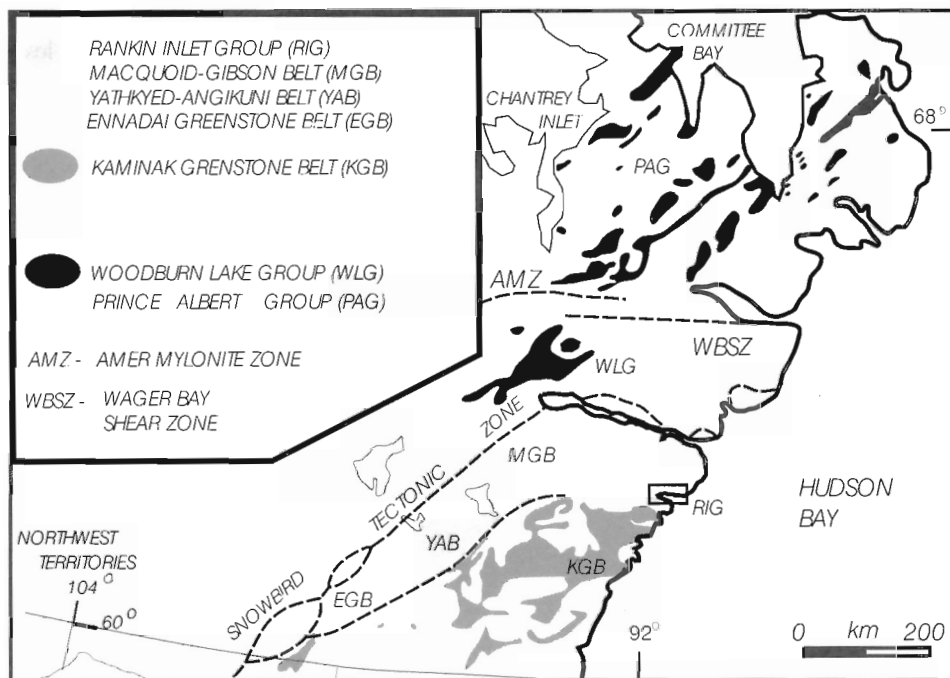 RANKIN INLET GROUP (RIG)
MACQUOID-GIBSON BELT (MGB)
YATHKYED-ANGIKUNI BELT (YAB)
ENNADAI GREENSTONE BELT (EGB)
KAMINAK GRENSTONE BELT (KGB)
WOODBURN LAKE GROUP (WLG)
PRINCE ALBERT GROUP (PAG)
AMZ - AMER MYLONITE ZONE
WBSZ - WAGER BAY
SHEAR ZONE
COMMITTEE
BAY
CHANTREY
INLET
68°
PAG
AMZ
WBSZ
WLG
SNOWBIRD TECTONIC ZONE
MGB
RIG
HUDSON
BAY
YAB
KGB
EGB
NORTHWEST
TERRITORIES
104°
60°
92°
0 km 200